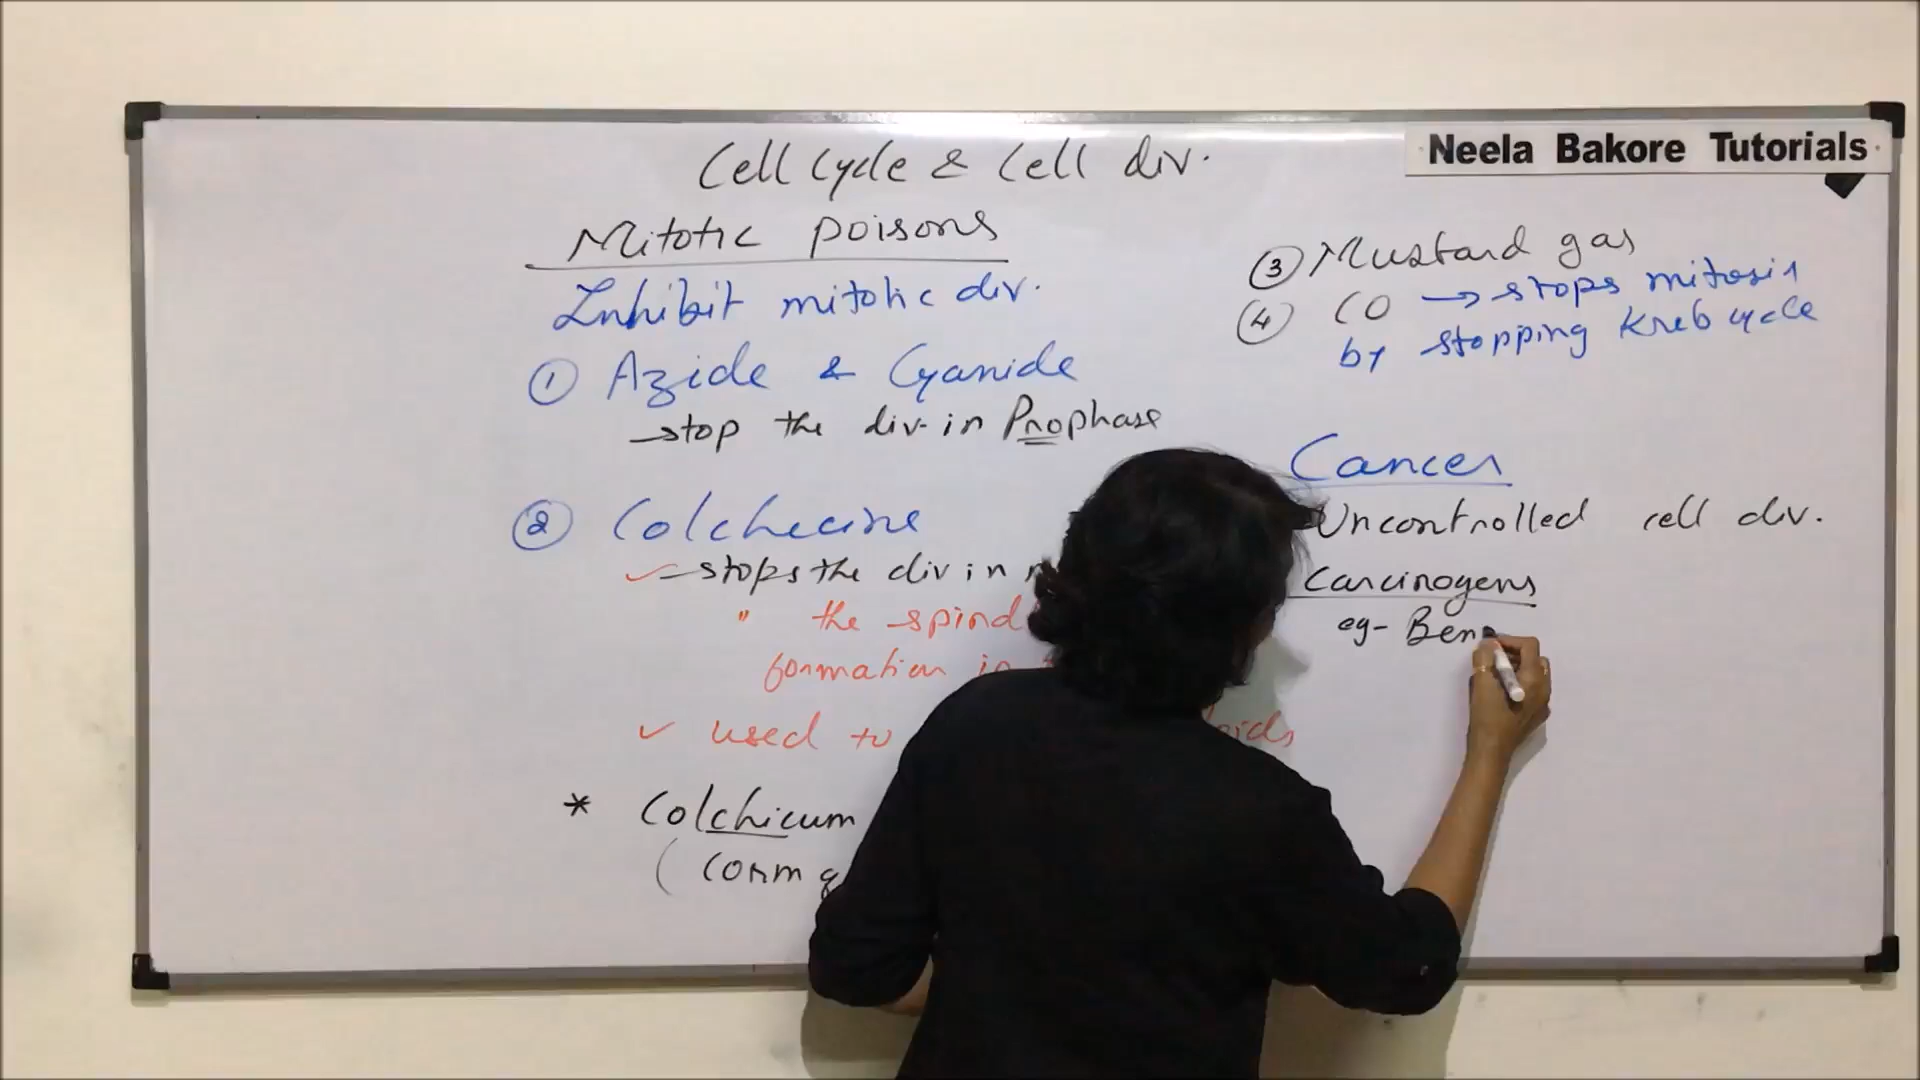 Cell Cycle & Cell div.
Neela Bakore Tutorials
Mitotic poisons
Inhibit mitotic div.
① Azide & Cyanide
→stop the div. in Prophase
② Colchecine
✓ →stops the div in
" the spind
formation in
✓ used to
* Colchicum
( Corm
③ Mustard gas
④ CO → stops mitosis
by stopping Kreb cycle
Cancer
Uncontrolled cell div.
Carcinogens
eg- Ben